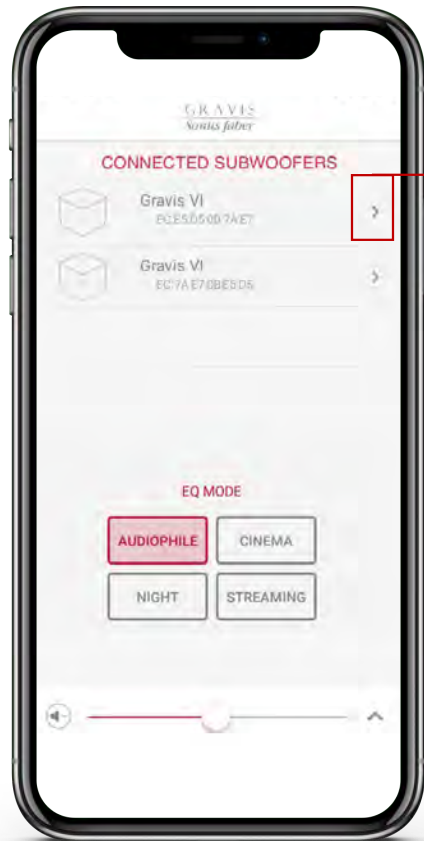 GRAVIS
Sonus faber
CONNECTED SUBWOOFERS
Gravis VI
Gravis VI
EQ MODE
AUDIOPHILE
CINEMA
NIGHT
STREAMING